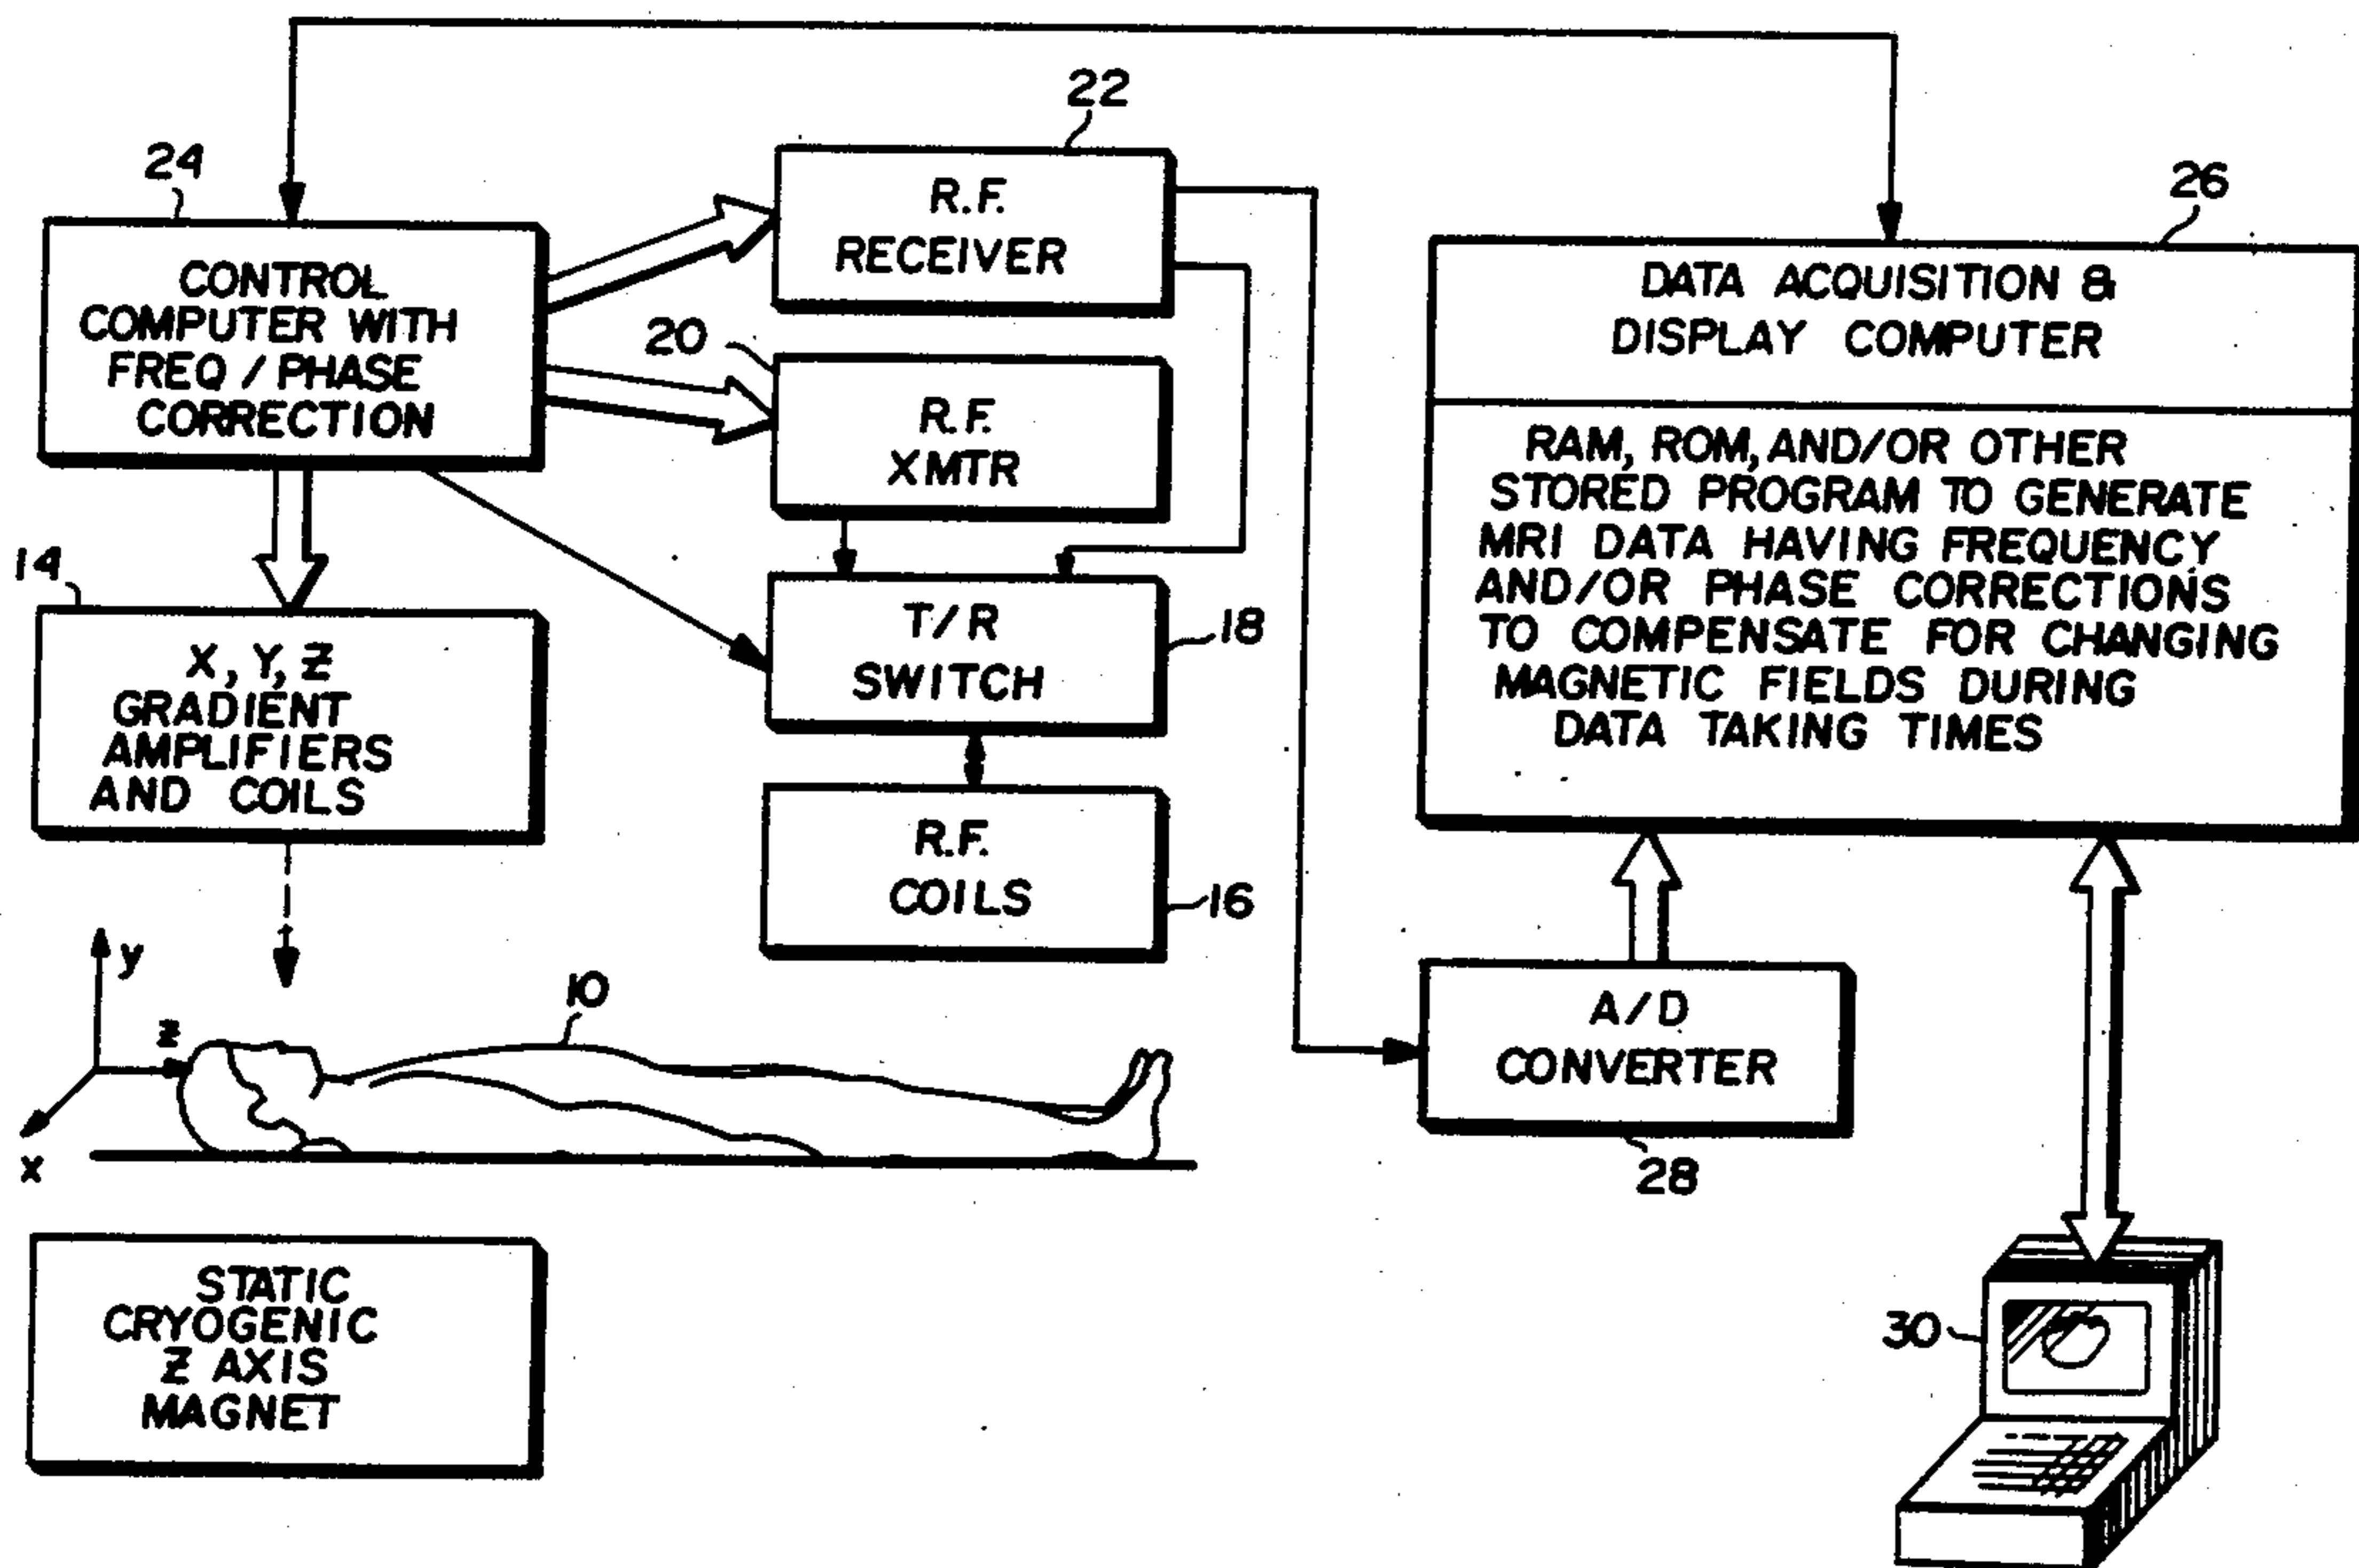 24
CONTROL
COMPUTER WITH
FREQ / PHASE
CORRECTION
22
R.F.
RECEIVER
20
R.F.
XMTR
14
X, Y, Z
GRADIENT
AMPLIFIERS
AND COILS
T/R
SWITCH
18
R.F.
COILS
16
26
DATA ACQUISITION &
DISPLAY COMPUTER
RAM, ROM, AND/OR OTHER
STORED PROGRAM TO GENERATE
MRI DATA HAVING FREQUENCY
AND/OR PHASE CORRECTIONS
TO COMPENSATE FOR CHANGING
MAGNETIC FIELDS DURING
DATA TAKING TIMES
y
z
x
10
A/D
CONVERTER
28
STATIC
CRYOGENIC
Z AXIS
MAGNET
30